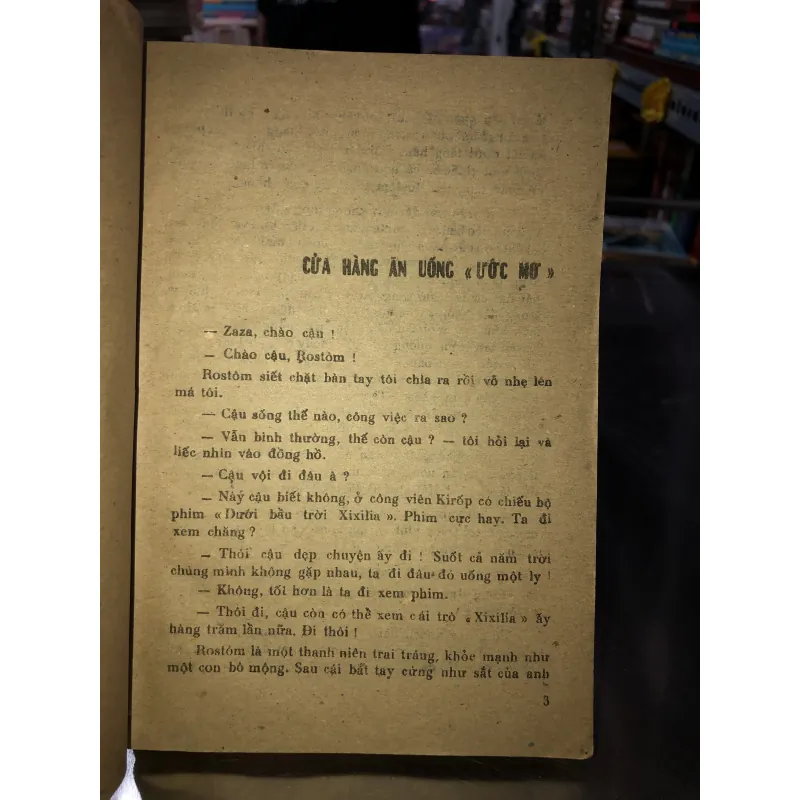 CỬA HÀNG ĂN UỐNG « ƯỚC MƠ »
— Zaza, chào cậu !
— Chào cậu, Rostôm !
Rostôm siết chặt bàn tay tôi chìa ra rồi vỗ nhẹ lên
má tôi.
— Cậu sống thế nào, công việc ra sao ?
— Vẫn bình thường, thế còn cậu ? — tôi hỏi lại và
liếc nhìn vào đồng hồ.
— Cậu vội đi đâu à ?
— Này cậu biết không, ở công viên Kirốp có chiếu bộ
phim « Dưới bầu trời Xixilia ». Phim cực hay. Ta đi
xem chăng ?
— Thôi cậu dẹp chuyện ấy đi ! Suốt cả năm trời
chúng mình không gặp nhau, ta đi đâu đó uống một ly !
— Không, tốt hơn là ta đi xem phim.
— Thôi đi, cậu còn có thể xem cái trò « Xixilia » ấy
hàng trăm lần nữa. Đi thôi !
Rostôm là một thanh niên trai tráng, khỏe mạnh như
một con bò mộng. Sau cái bắt tay cứng như sắt của anh
3